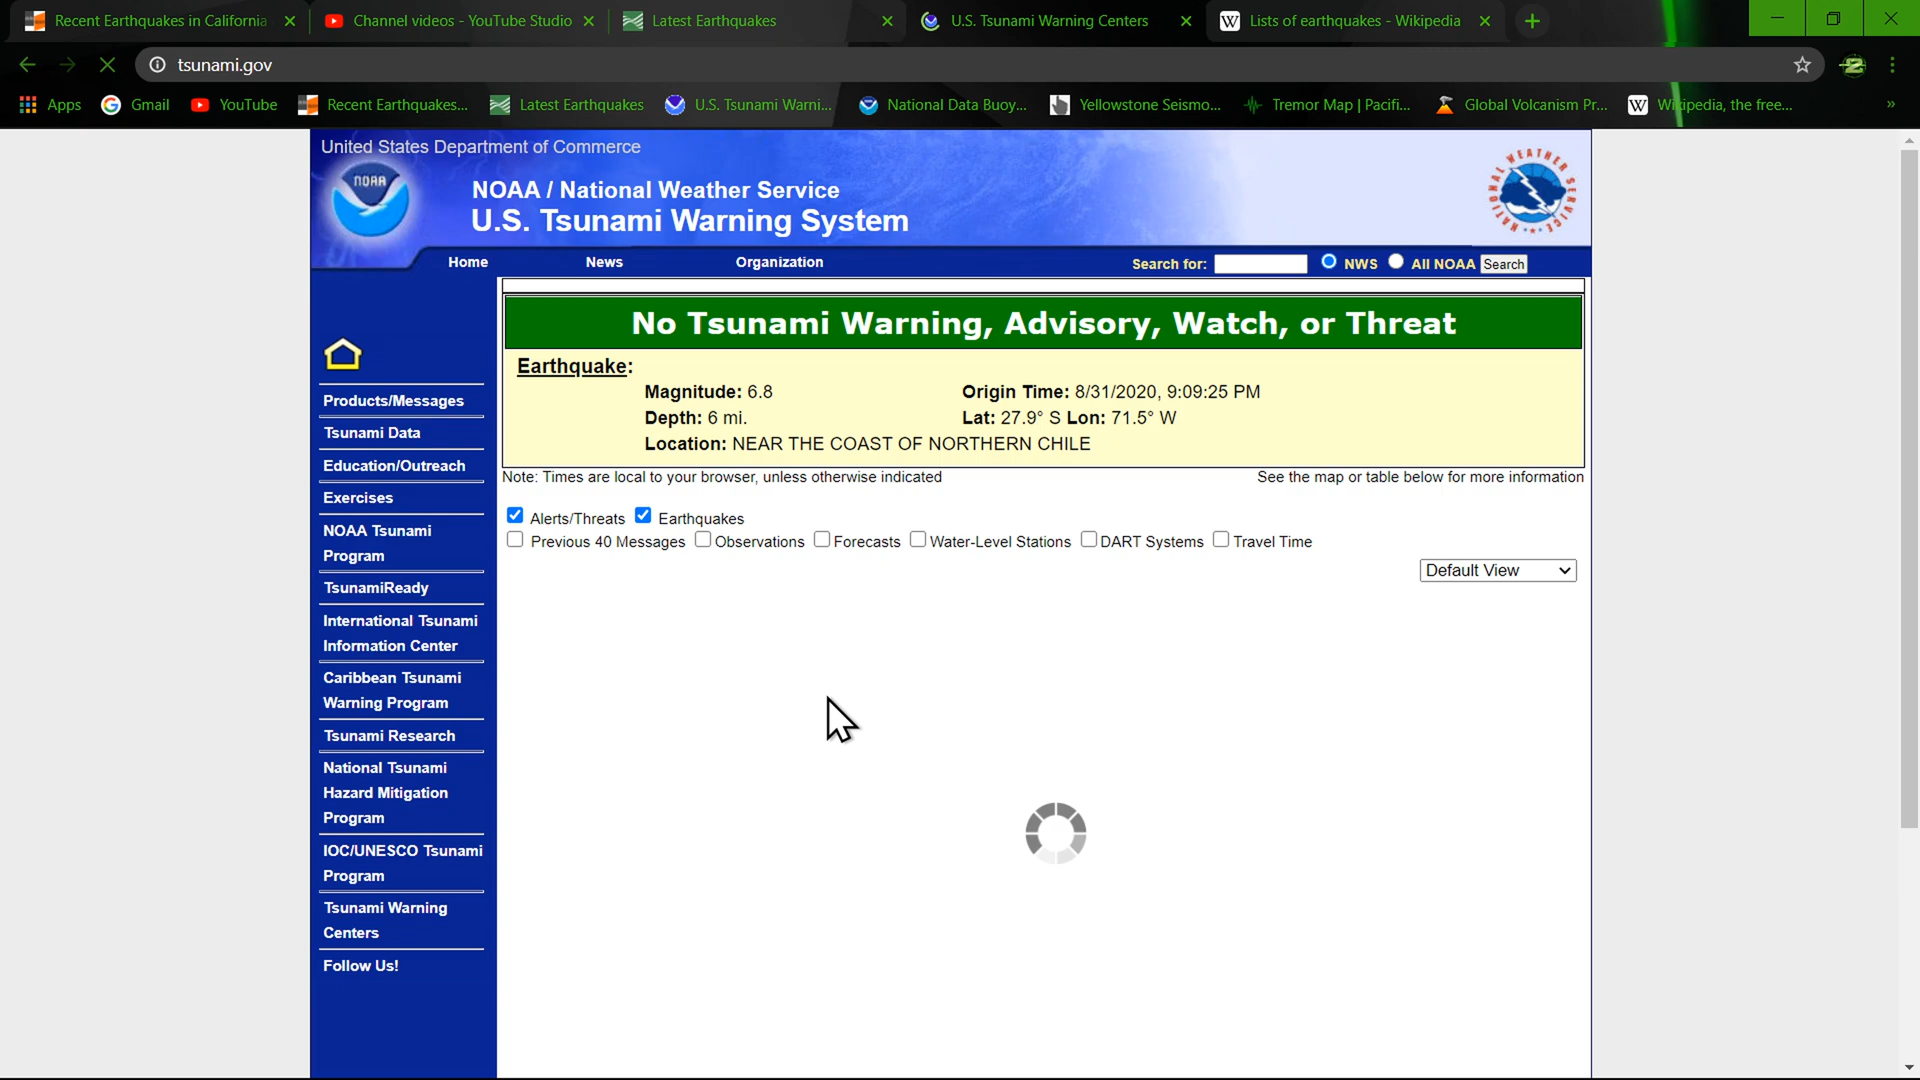 Recent Earthquakes in California
Channel videos - YouTube Studio
Latest Earthquakes
U.S. Tsunami Warning Centers
Lists of earthquakes - Wikipedia
tsunami.gov
Apps
Gmail
YouTube
Recent Earthquakes...
Latest Earthquakes
U.S. Tsunami Warni...
National Data Buoy...
Yellowstone Seismo...
Tremor Map | Pacifi...
Global Volcanism Pr...
Wikipedia, the free...
United States Department of Commerce
NOAA
NOAA / National Weather Service
U.S. Tsunami Warning System
NATIONAL WEATHER SERVICE
Home News Organization
Search for: NWS All NOAA Search
No Tsunami Warning, Advisory, Watch, or Threat
Earthquake:
Magnitude: 6.8 Origin Time: 8/31/2020, 9:09:25 PM
Depth: 6 mi. Lat: 27.9° S Lon: 71.5° W
Location: NEAR THE COAST OF NORTHERN CHILE
Note: Times are local to your browser, unless otherwise indicated
See the map or table below for more information
Alerts/Threats Earthquakes
Previous 40 Messages Observations Forecasts Water-Level Stations DART Systems Travel Time
Default View
Products/Messages
Tsunami Data
Education/Outreach
Exercises
NOAA Tsunami
Program
TsunamiReady
International Tsunami
Information Center
Caribbean Tsunami
Warning Program
Tsunami Research
National Tsunami
Hazard Mitigation
Program
IOC/UNESCO Tsunami
Program
Tsunami Warning
Centers
Follow Us!